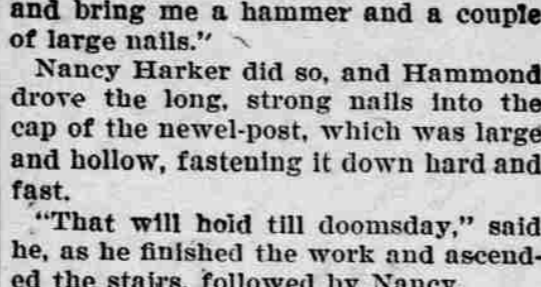 and bring me a hammer and a couple
of large nails."
Nancy Harker did so, and Hammond
drove the long, strong nails into the
cap of the newel-post, which was large
and hollow, fastening it down hard and
fast.
"That will hold till doomsday," said
he, as he finished the work and ascend-
ed the stairs, followed by Nancy.